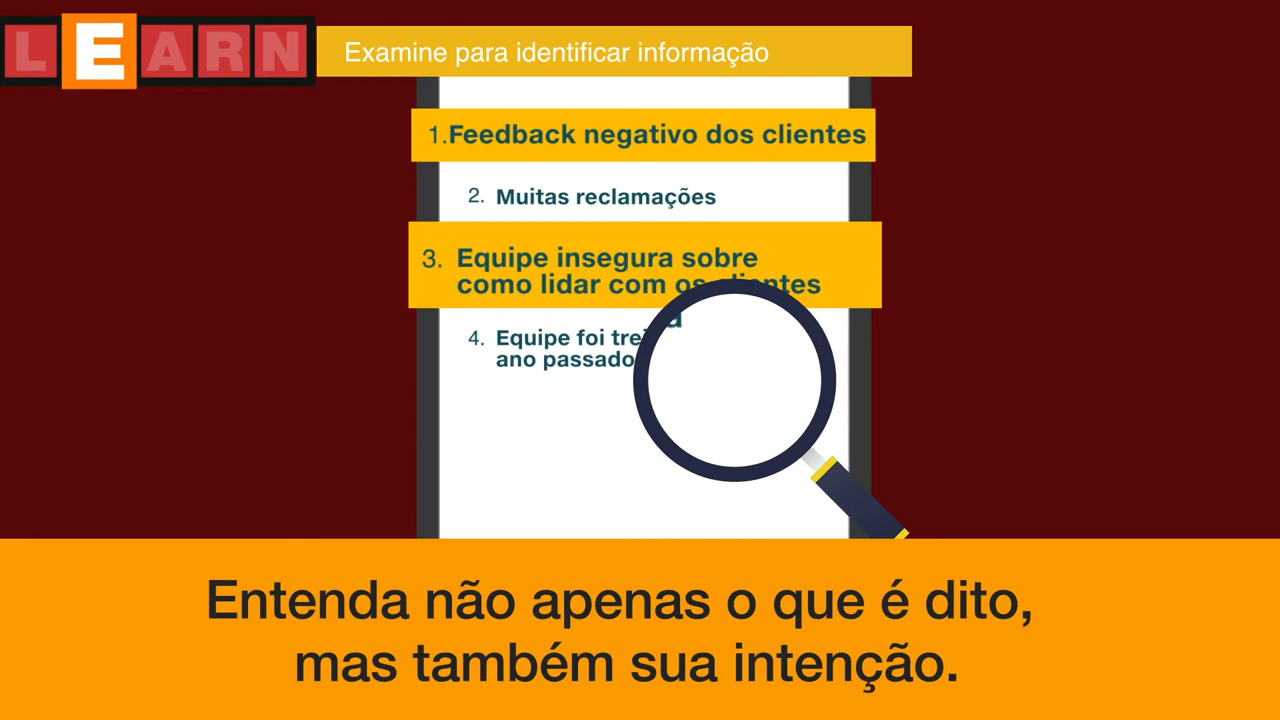 LEARN
Examine para identificar informação
1.Feedback negativo dos clientes
2. Muitas reclamações
3. Equipe insegura sobre
como lidar com os clientes
4. Equipe foi
ano passado
Entenda não apenas o que é dito,
mas também sua intenção.